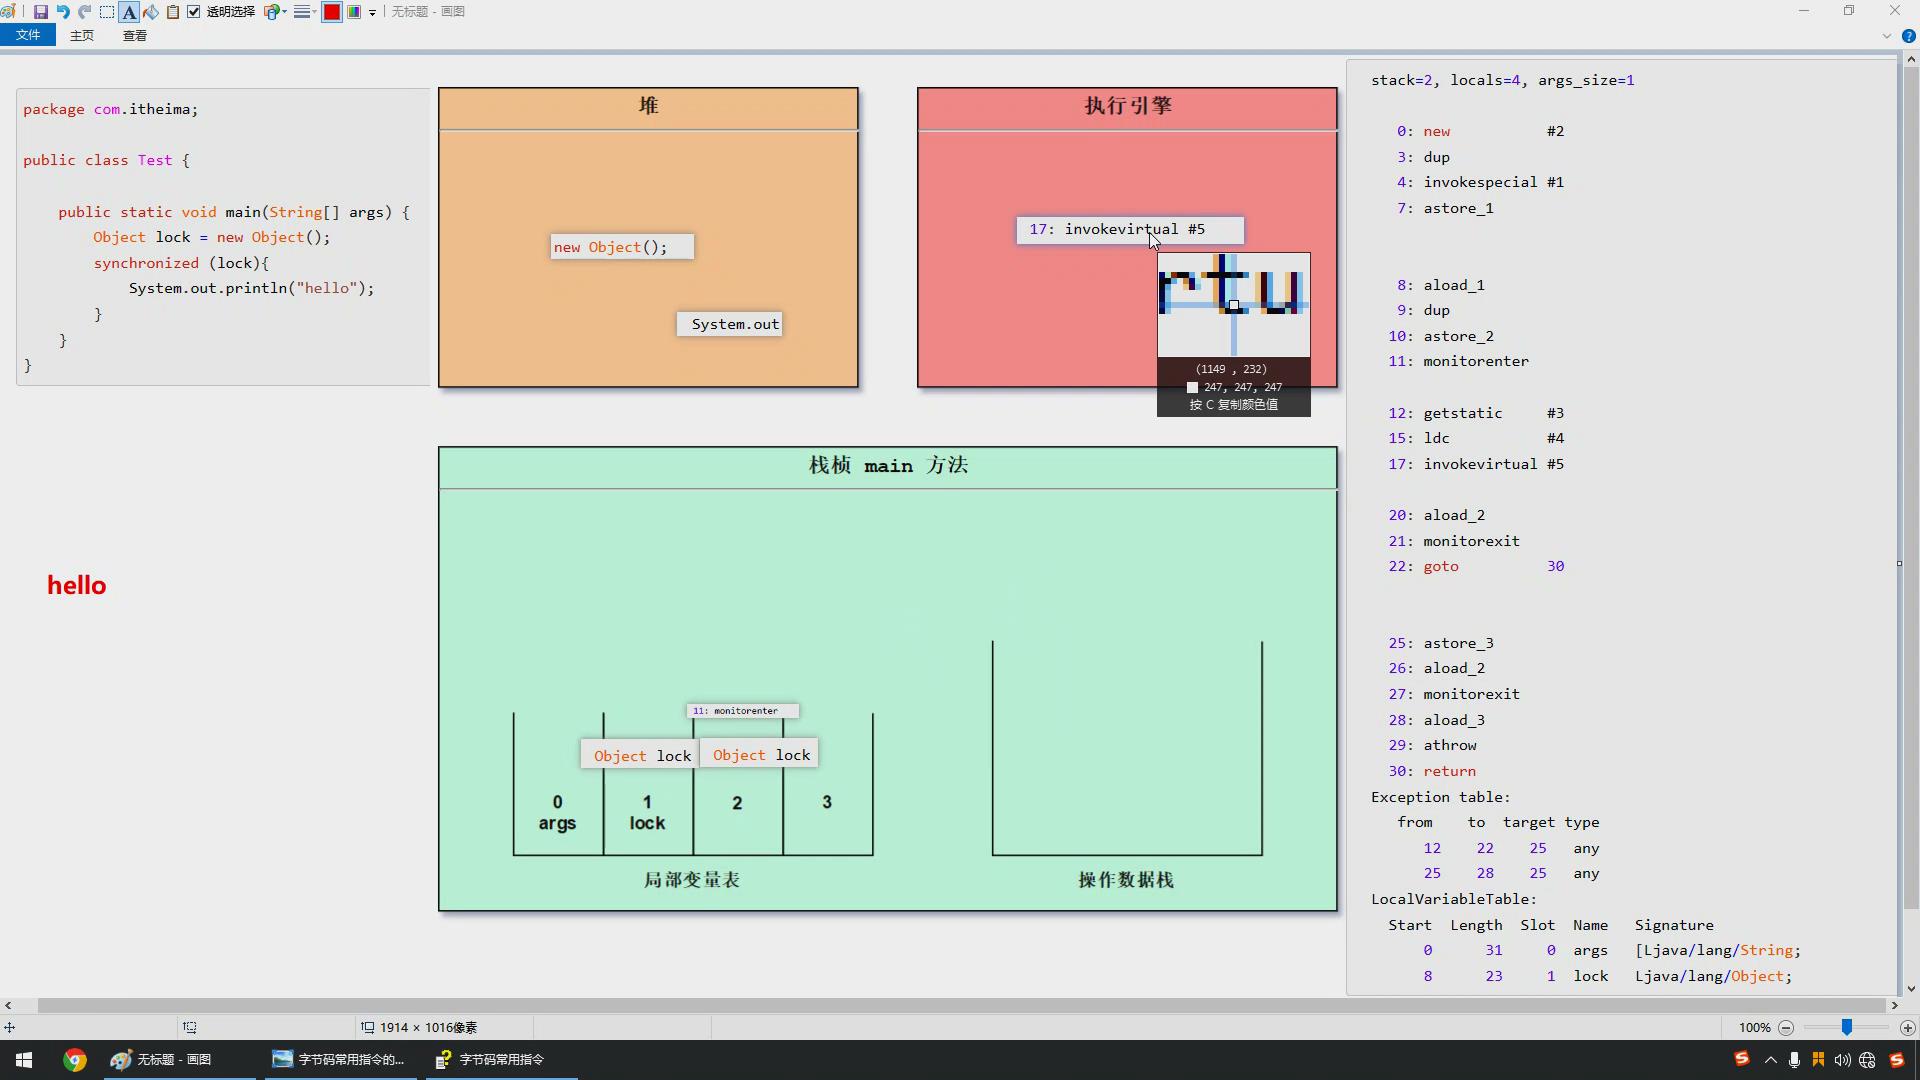 透明选择
无标题 - 画图
文件
主页
查看
package com.itheima;
public class Test {
public static void main(String[] args) {
Object lock = new Object();
synchronized (lock){
System.out.println("hello");
}
}
}
hello
堆
new Object();
System.out
执行引擎
17: invokevirtual #5
rtu
(1149 , 232)
247, 247, 247
按 C 复制颜色值
栈桢 main 方法
11: monitorenter
Object lock
Object lock
0 1 2 3
args lock
局部变量表
操作数据栈
stack=2, locals=4, args_size=1
0: new #2
3: dup
4: invokespecial #1
7: astore_1
8: aload_1
9: dup
10: astore_2
11: monitorenter
12: getstatic #3
15: ldc #4
17: invokevirtual #5
20: aload_2
21: monitorexit
22: goto 30
25: astore_3
26: aload_2
27: monitorexit
28: aload_3
29: athrow
30: return
Exception table:
from to target type
12 22 25 any
25 28 25 any
LocalVariableTable:
Start Length Slot Name Signature
0 31 0 args [Ljava/lang/String;
8 23 1 lock Ljava/lang/Object;
1914 × 1016像素
100%
无标题 - 画图
字节码常用指令的...
字节码常用指令